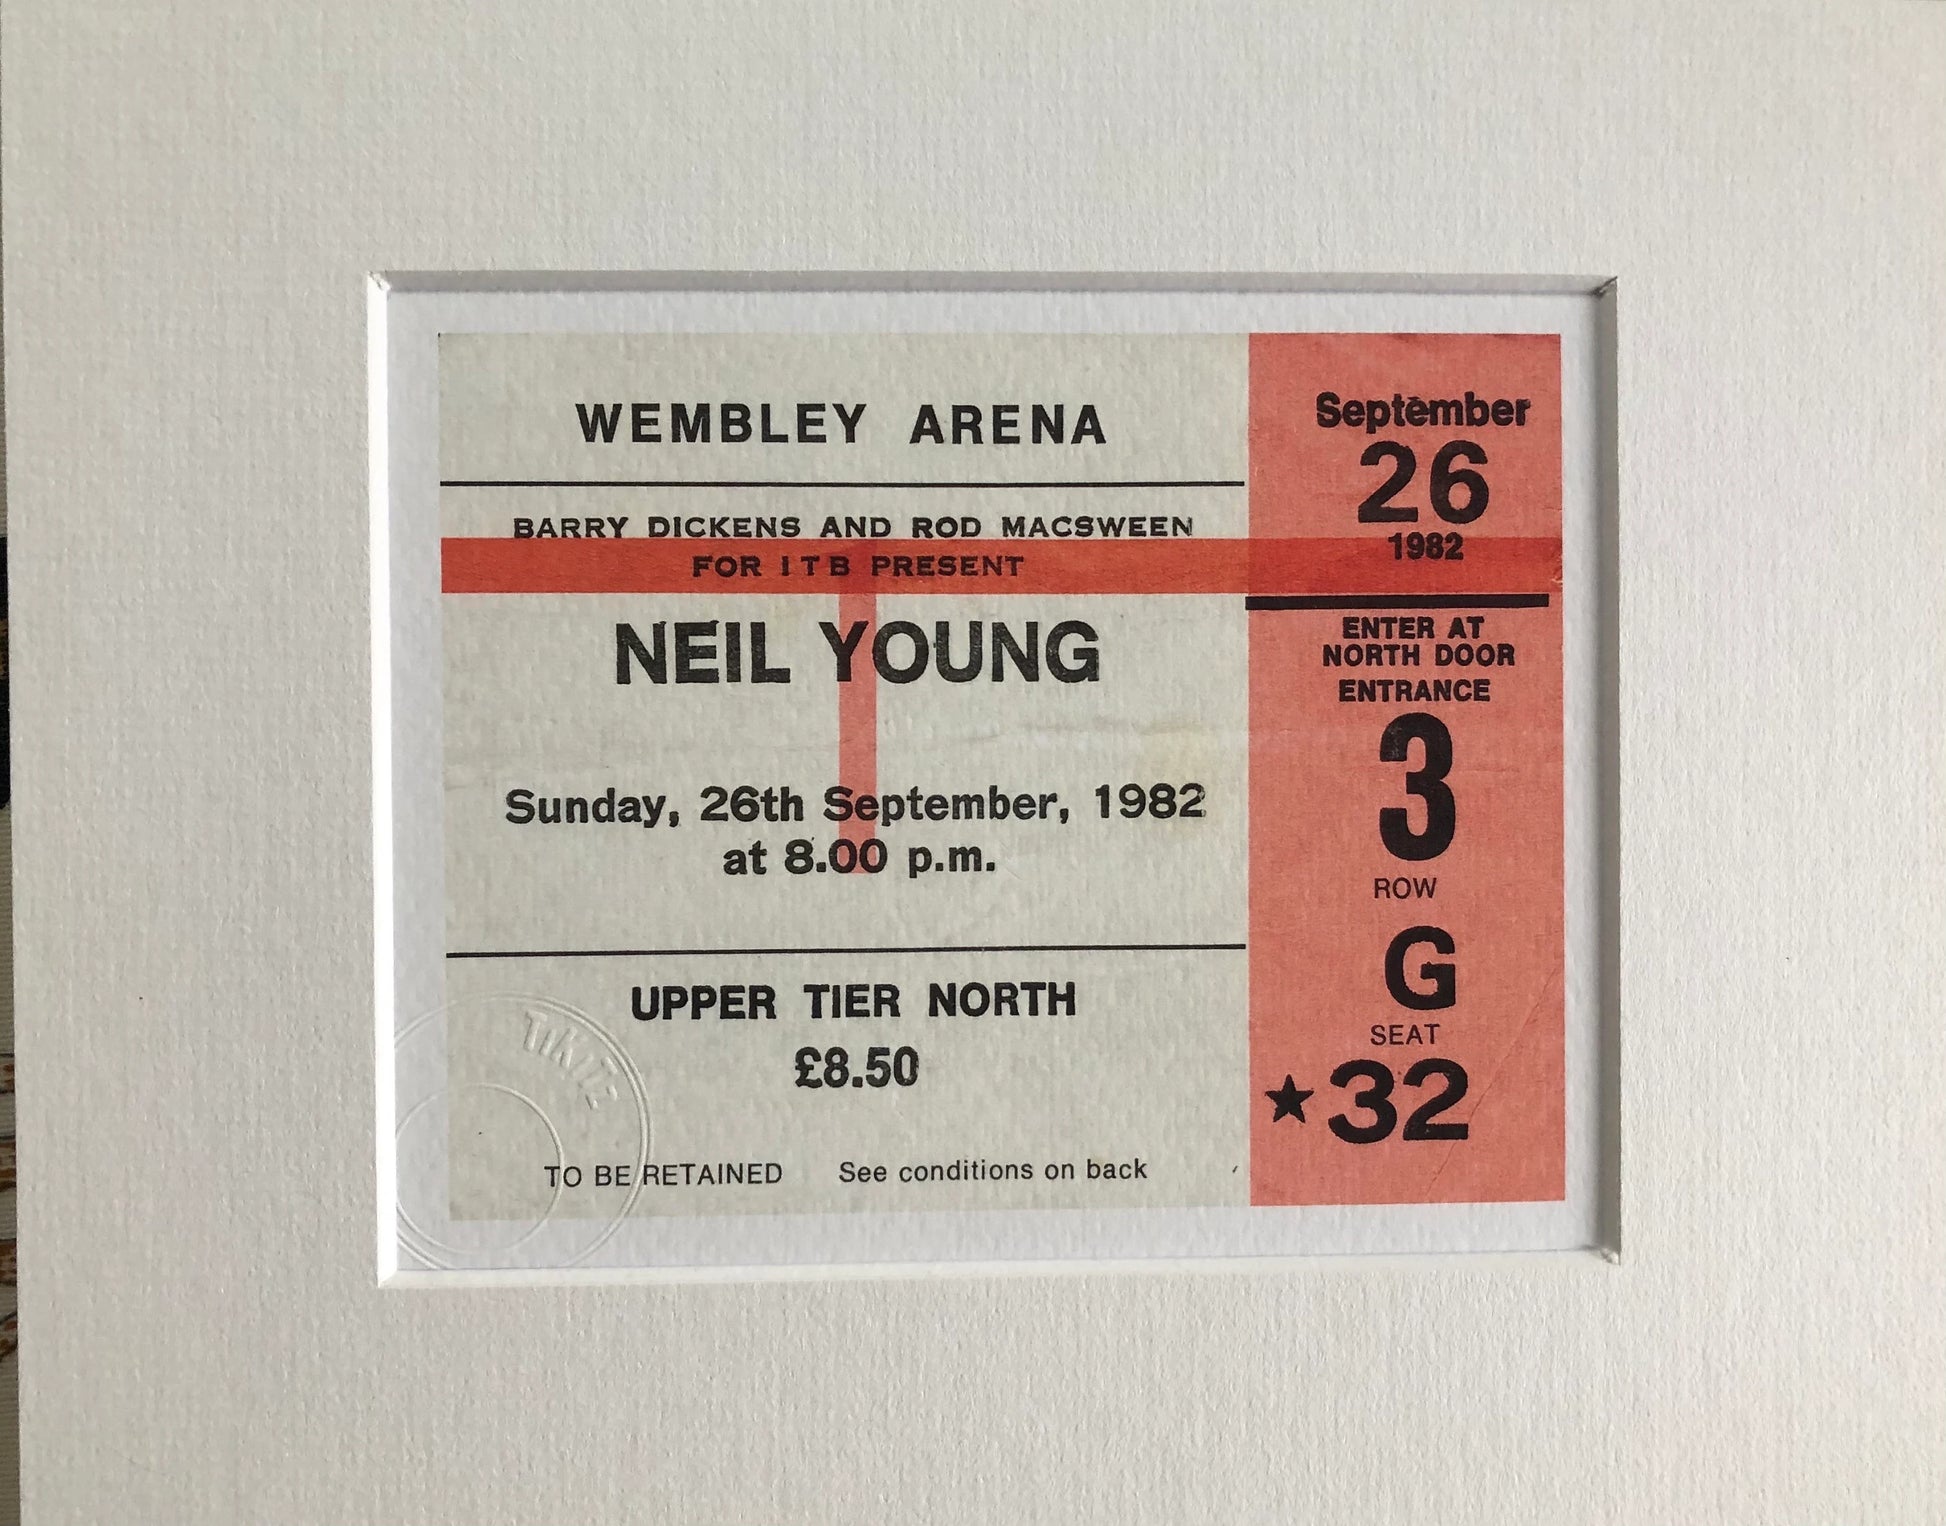 WEMBLEY ARENA
BARRY DICKENS AND ROD MACSWEEN
FOR ITB PRESENT
NEIL YOUNG
Sunday, 26th September, 1982
at 8.00 p.m.
UPPER TIER NORTH
£8.50
TO BE RETAINED See conditions on back
TIKITZ
September
26
1982
ENTER AT
NORTH DOOR
ENTRANCE
3
ROW
G
SEAT
★32